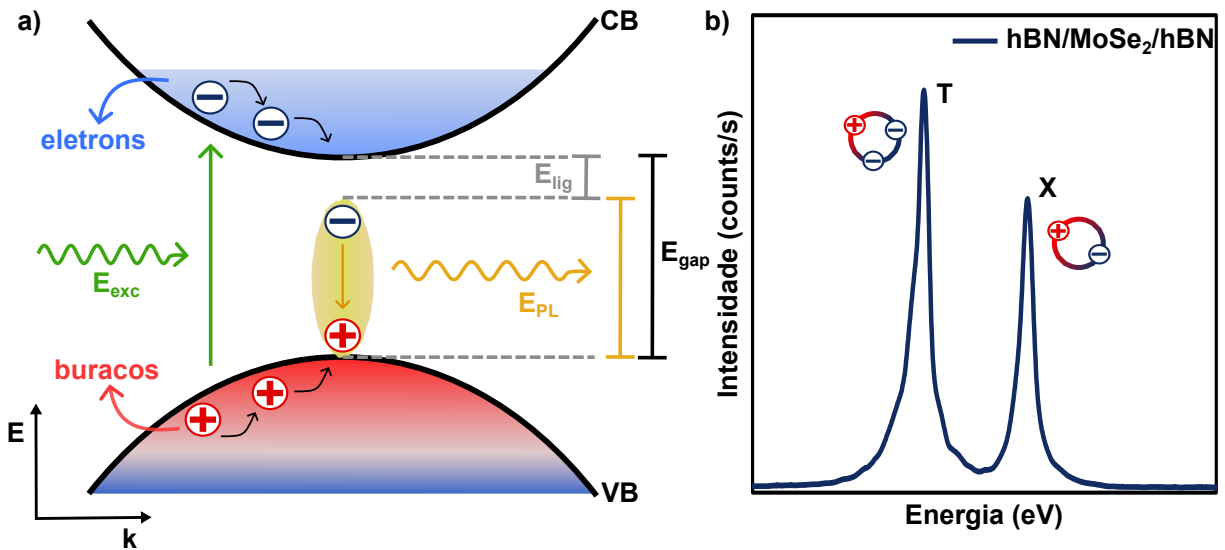 a)
CB
eletrons
E_lig
E_gap
E_exc
E_PL
buracos
E
k
VB
b)
hBN/MoSe₂/hBN
T
X
Intensidade (counts/s)
Energia (eV)